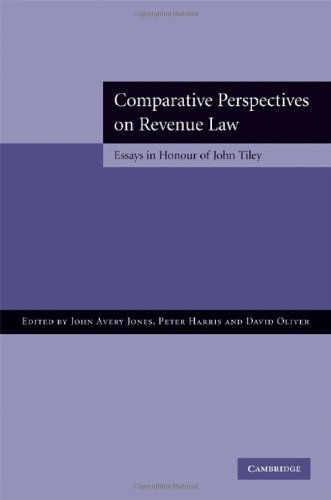 Comparative Perspectives
on Revenue Law
Essays in Honour of John Tiley
Edited by John Avery Jones, Peter Harris and David Oliver
CAMBRIDGE